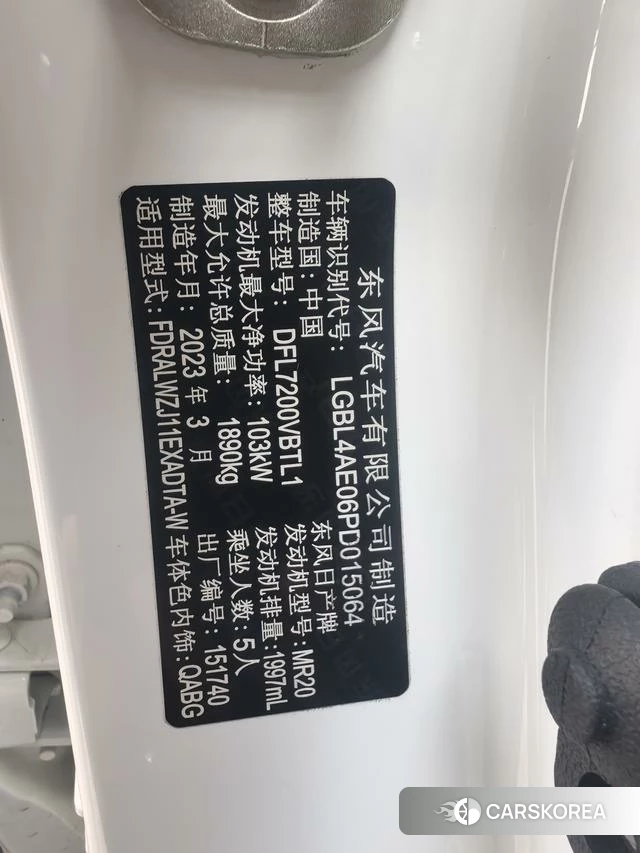 东风汽车有限公司制造
车辆识别代号: LGBL4AE06PD015064
制造国: 中国 东风日产牌
整车型号: DFL7200VBTL1 发动机型号: MR20
发动机最大净功率: 103kW 发动机排量: 1997mL
最大允许总质量: 1890kg 乘坐人数: 5人
制造年月: 2023 年 3 月 出厂编号: 151740
适用型式: FDRALWZJ11EXADTA-W 车体色内饰: QABG
CARSKOREA